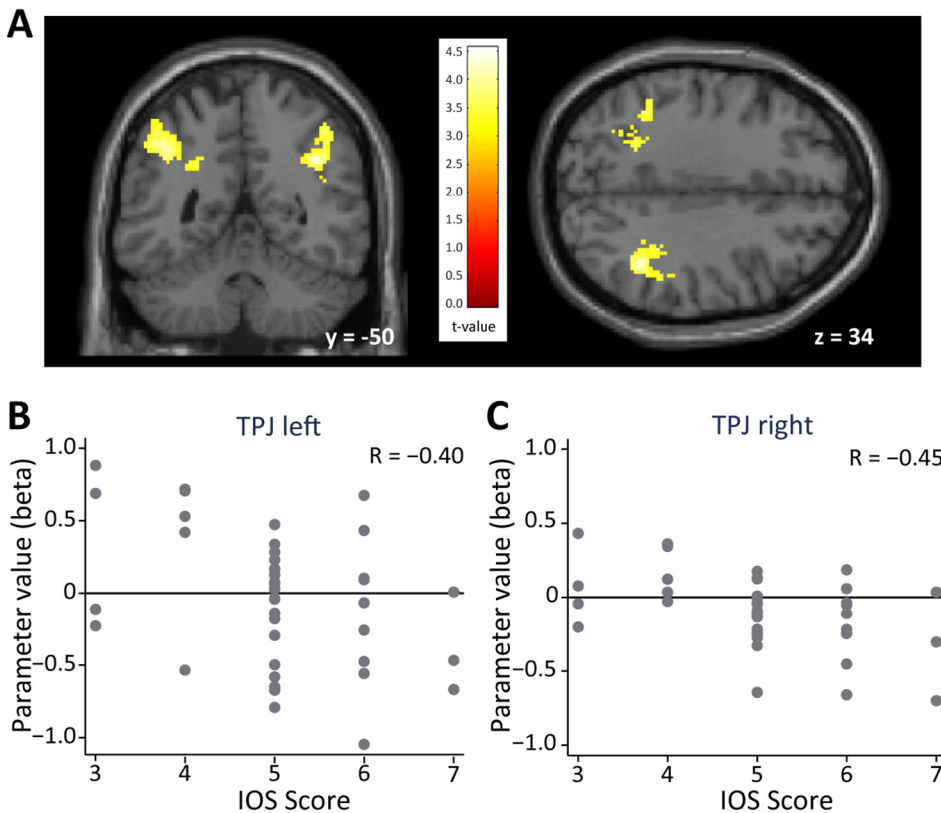 A
4.5
4.0
3.5
3.0
2.5
2.0
1.5
1.0
0.5
0.0
t-value
y = -50
z = 34
B
TPJ left
R = −0.40
Parameter value (beta)
1.0
0.5
0
−0.5
−1.0
3 4 5 6 7
IOS Score
C
TPJ right
R = −0.45
Parameter value (beta)
1.0
0.5
0
−0.5
−1.0
3 4 5 6 7
IOS Score